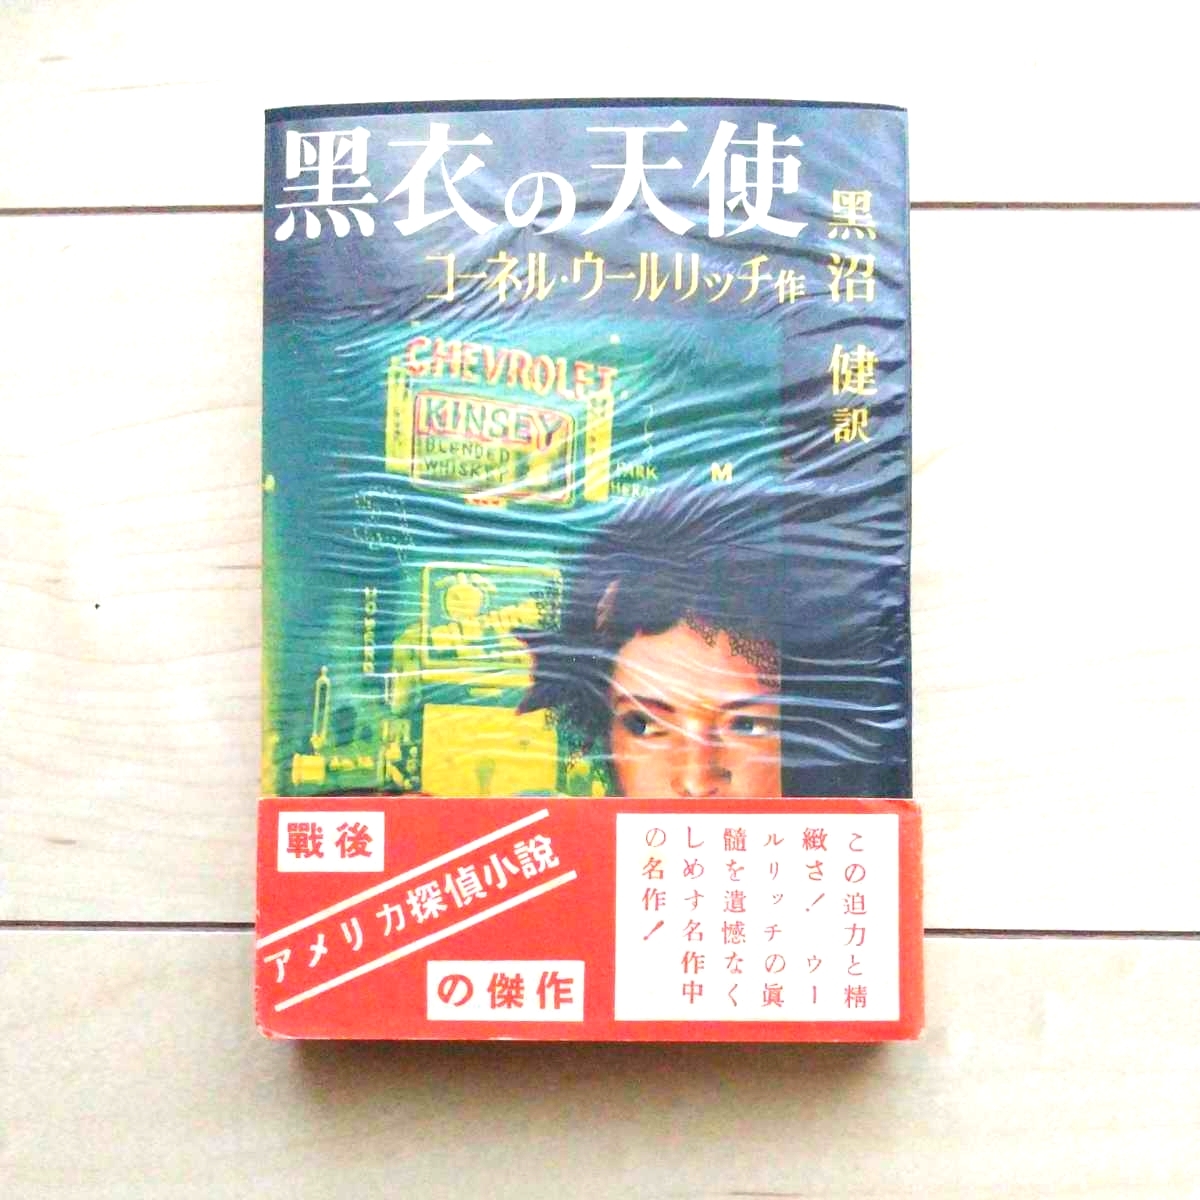 黑衣の天使
コーネル・ウールリッチ作
黑沼健訳
CHEVROLET
KINSEY
BLENDED
WHISKEY
PARK
M
戰後
アメリカ探偵小說
の傑作
この迫力と精
緻さ！ウー
ルリッチの眞
髓を遺憾なく
しめす名作中
の名作！